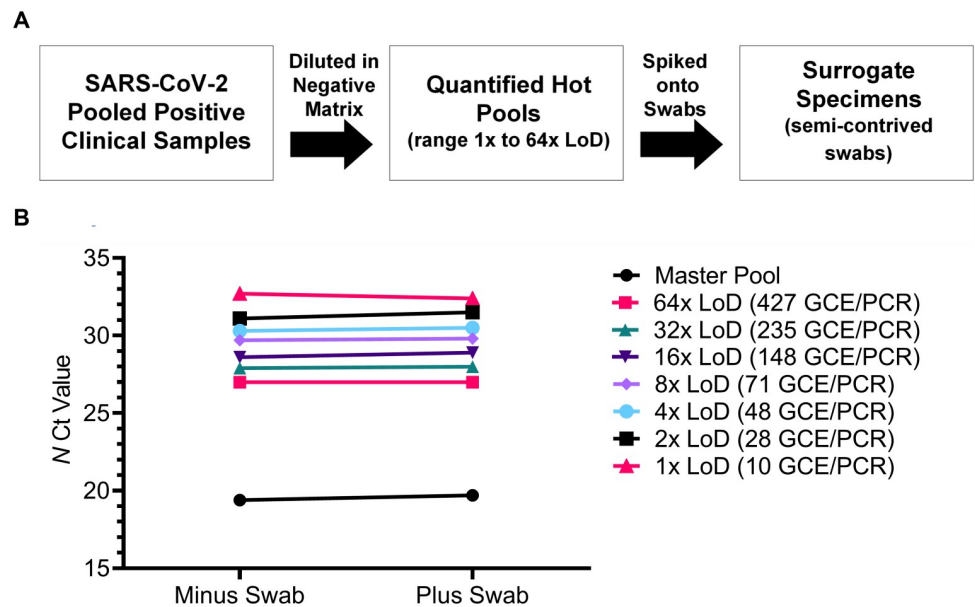 A
SARS-CoV-2
Pooled Positive
Clinical Samples
Diluted in
Negative
Matrix
Quantified Hot
Pools
(range 1x to 64x LoD)
Spiked
onto
Swabs
Surrogate
Specimens
(semi-contrived
swabs)
B
35
30
25
20
15
N Ct Value
Minus Swab
Plus Swab
Master Pool
64x LoD (427 GCE/PCR)
32x LoD (235 GCE/PCR)
16x LoD (148 GCE/PCR)
8x LoD (71 GCE/PCR)
4x LoD (48 GCE/PCR)
2x LoD (28 GCE/PCR)
1x LoD (10 GCE/PCR)